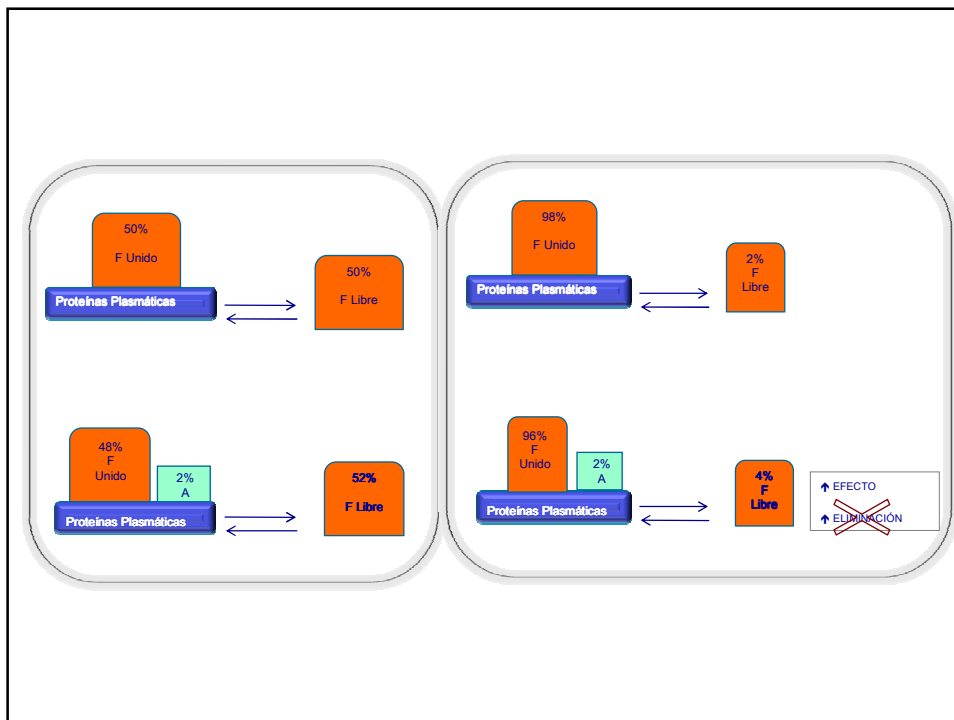 50%
F Unido
Proteínas Plasmáticas
50%
F Libre
48%
F
Unido
2%
A
Proteínas Plasmáticas
52%
F Libre
98%
F Unido
Proteínas Plasmáticas
2%
F
Libre
96%
F
Unido
2%
A
Proteínas Plasmáticas
4%
F
Libre
↑ EFECTO
↑ ELIMINACIÓN